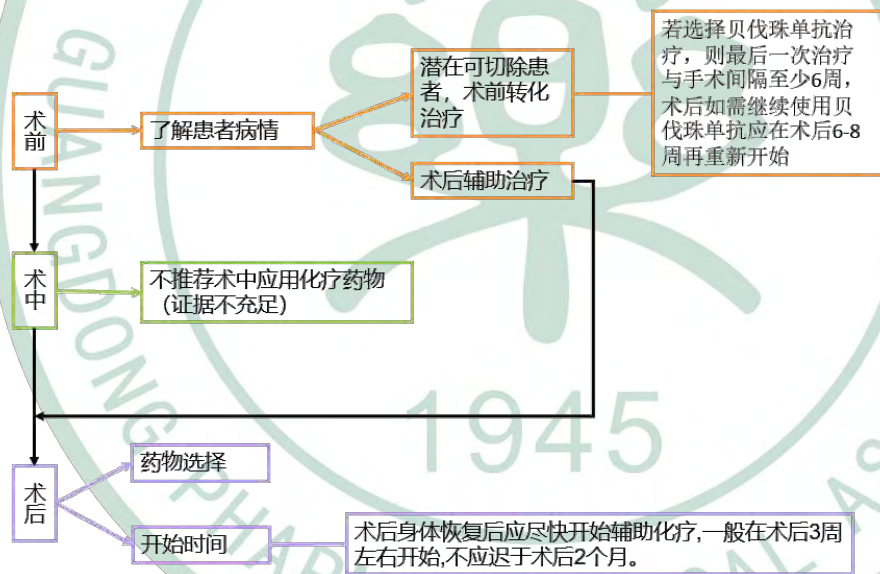 若选择贝伐珠单抗治
疗，则最后一次治疗
与手术间隔至少6周，
术后如需继续使用贝
伐珠单抗应在术后6-8
周再重新开始
潜在可切除患
者，术前转化
治疗
术前
了解患者病情
术后辅助治疗
术中
不推荐术中应用化疗药物
（证据不充足）
术后
药物选择
开始时间
术后身体恢复后应尽快开始辅助化疗,一般在术后3周
左右开始,不应迟于术后2个月。
GUANGDONG PHAR
1945